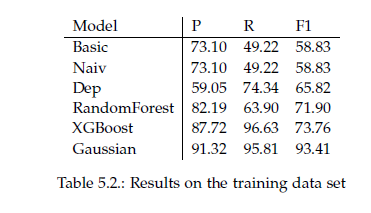 Model P R F1
Basic 73.10 49.22 58.83
Naiv 73.10 49.22 58.83
Dep 59.05 74.34 65.82
RandomForest 82.19 63.90 71.90
XGBoost 87.72 96.63 73.76
Gaussian 91.32 95.81 93.41
Table 5.2.: Results on the training data set